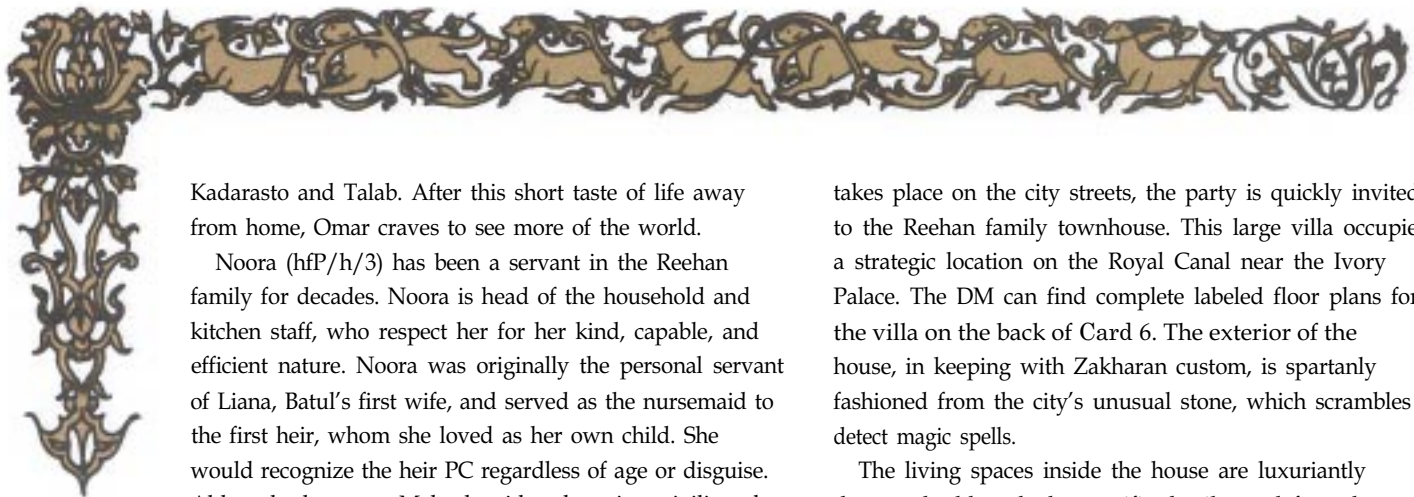 Kadarasto and Talab. After this short taste of life away
from home, Omar craves to see more of the world.
Noora (hfP/h/3) has been a servant in the Reehan
family for decades. Noora is head of the household and
kitchen staff, who respect her for her kind, capable, and
efficient nature. Noora was originally the personal servant
of Liana, Batul's first wife, and served as the nursemaid to
the first heir, whom she loved as her own child. She
would recognize the heir PC regardless of age or disguise.
takes place on the city streets, the party is quickly invited
to the Reehan family townhouse. This large villa occupie
a strategic location on the Royal Canal near the Ivory
Palace. The DM can find complete labeled floor plans for
the villa on the back of Card 6. The exterior of the
house, in keeping with Zakharan custom, is spartanly
fashioned from the city's unusual stone, which scrambles
detect magic spells.
The living spaces inside the house are luxuriantly